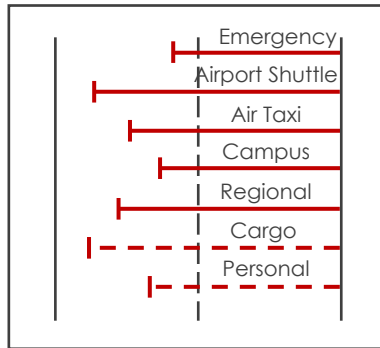 Emergency
Airport Shuttle
Air Taxi
Campus
Regional
Cargo
Personal